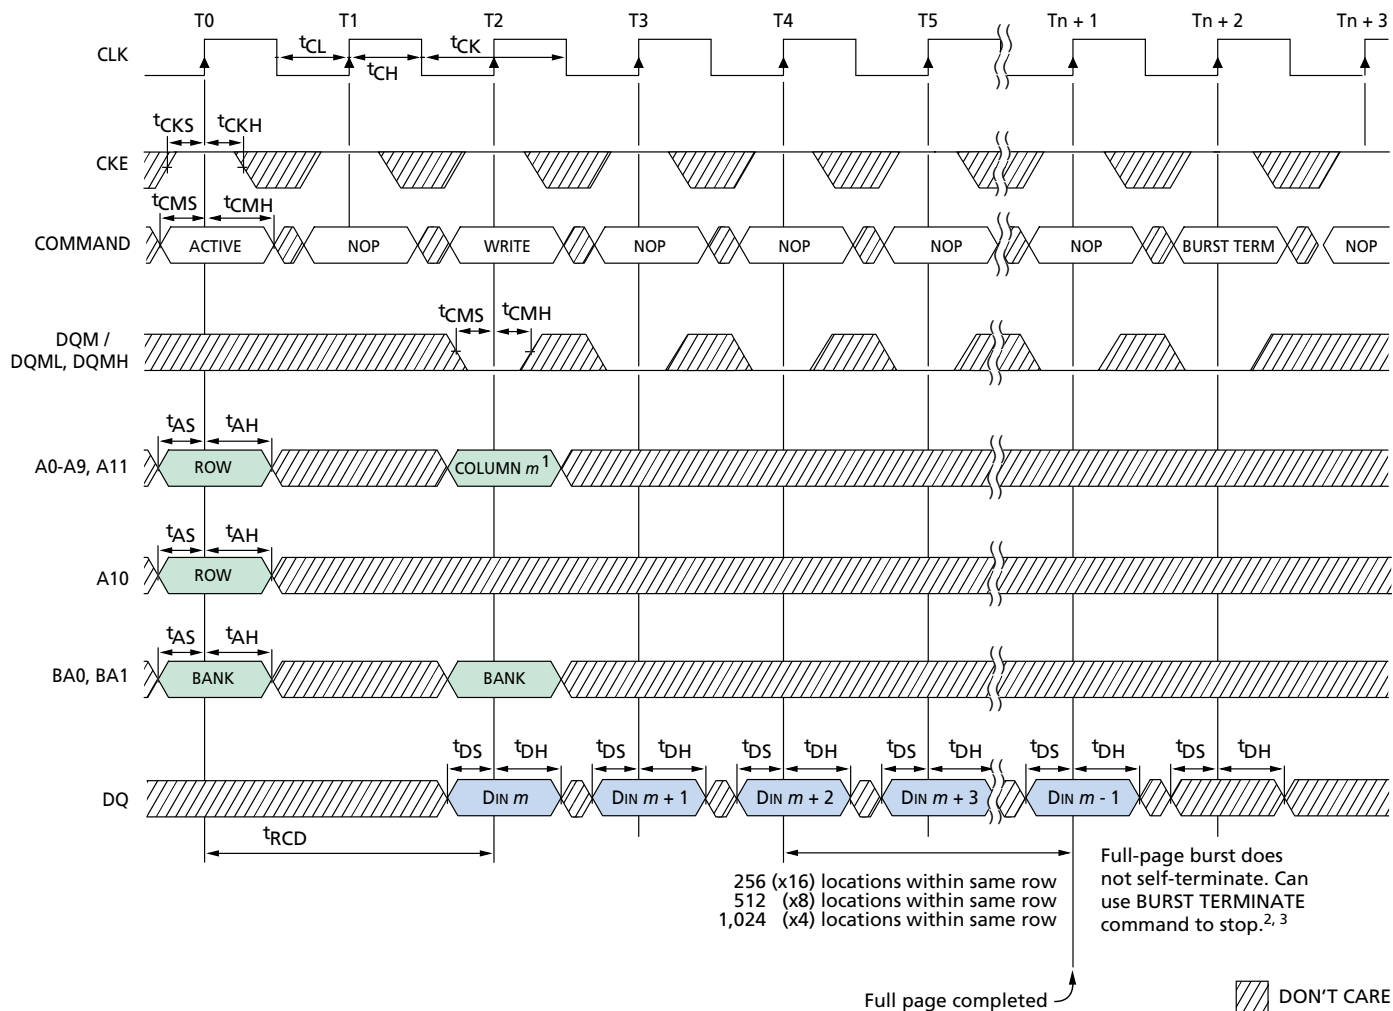 T0 T1 T2 T3 T4 T5 Tn + 1 Tn + 2 Tn + 3
CLK
tCL tCK
tCH
tCKS tCKH
CKE
tCMS tCMH
COMMAND ACTIVE NOP WRITE NOP NOP NOP NOP BURST TERM NOP
tCMS tCMH
DQM /
DQML, DQMH
tAS tAH
A0-A9, A11 ROW COLUMN m1
tAS tAH
A10 ROW
tAS tAH
BA0, BA1 BANK BANK
tDS tDH tDS tDH tDS tDH tDS tDH tDS tDH tDS tDH
DQ DIN m DIN m + 1 DIN m + 2 DIN m + 3 DIN m - 1
tRCD
256 (x16) locations within same row
512 (x8) locations within same row
1,024 (x4) locations within same row
Full-page burst does
not self-terminate. Can
use BURST TERMINATE
command to stop.2, 3
Full page completed
DON'T CARE